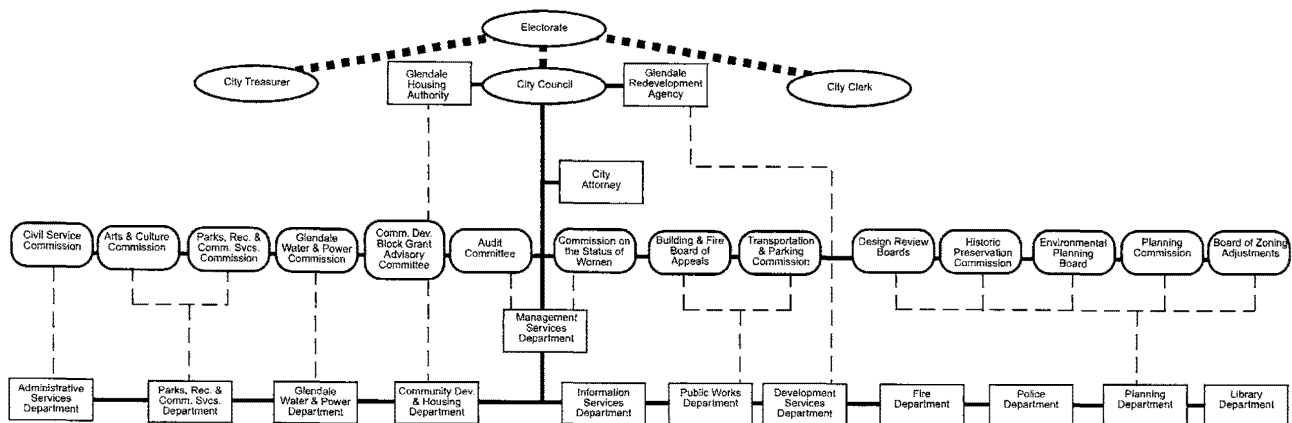 Electorate
City Treasurer
Glendale
Housing
Authority
City Council
Glendale
Redevelopment
Agency
City Clerk
City
Attorney
Civil Service
Commission
Arts & Culture
Commission
Parks, Rec. &
Comm. Svcs.
Commission
Glendale
Water & Power
Commission
Comm. Dev.
Block Grant
Advisory
Committee
Audit
Committee
Commission on
the Status of
Women
Building & Fire
Board of
Appeals
Transportation
& Parking
Commission
Design Review
Boards
Historic
Preservation
Commission
Environmental
Planning Board
Planning
Commission
Board of Zoning
Adjustments
Management
Services
Department
Administrative
Services
Department
Parks, Rec. &
Comm. Svcs.
Department
Glendale
Water & Power
Department
Community Dev.
& Housing
Department
Information
Services
Department
Public Works
Department
Development
Services
Department
Fire
Department
Police
Department
Planning
Department
Library
Department